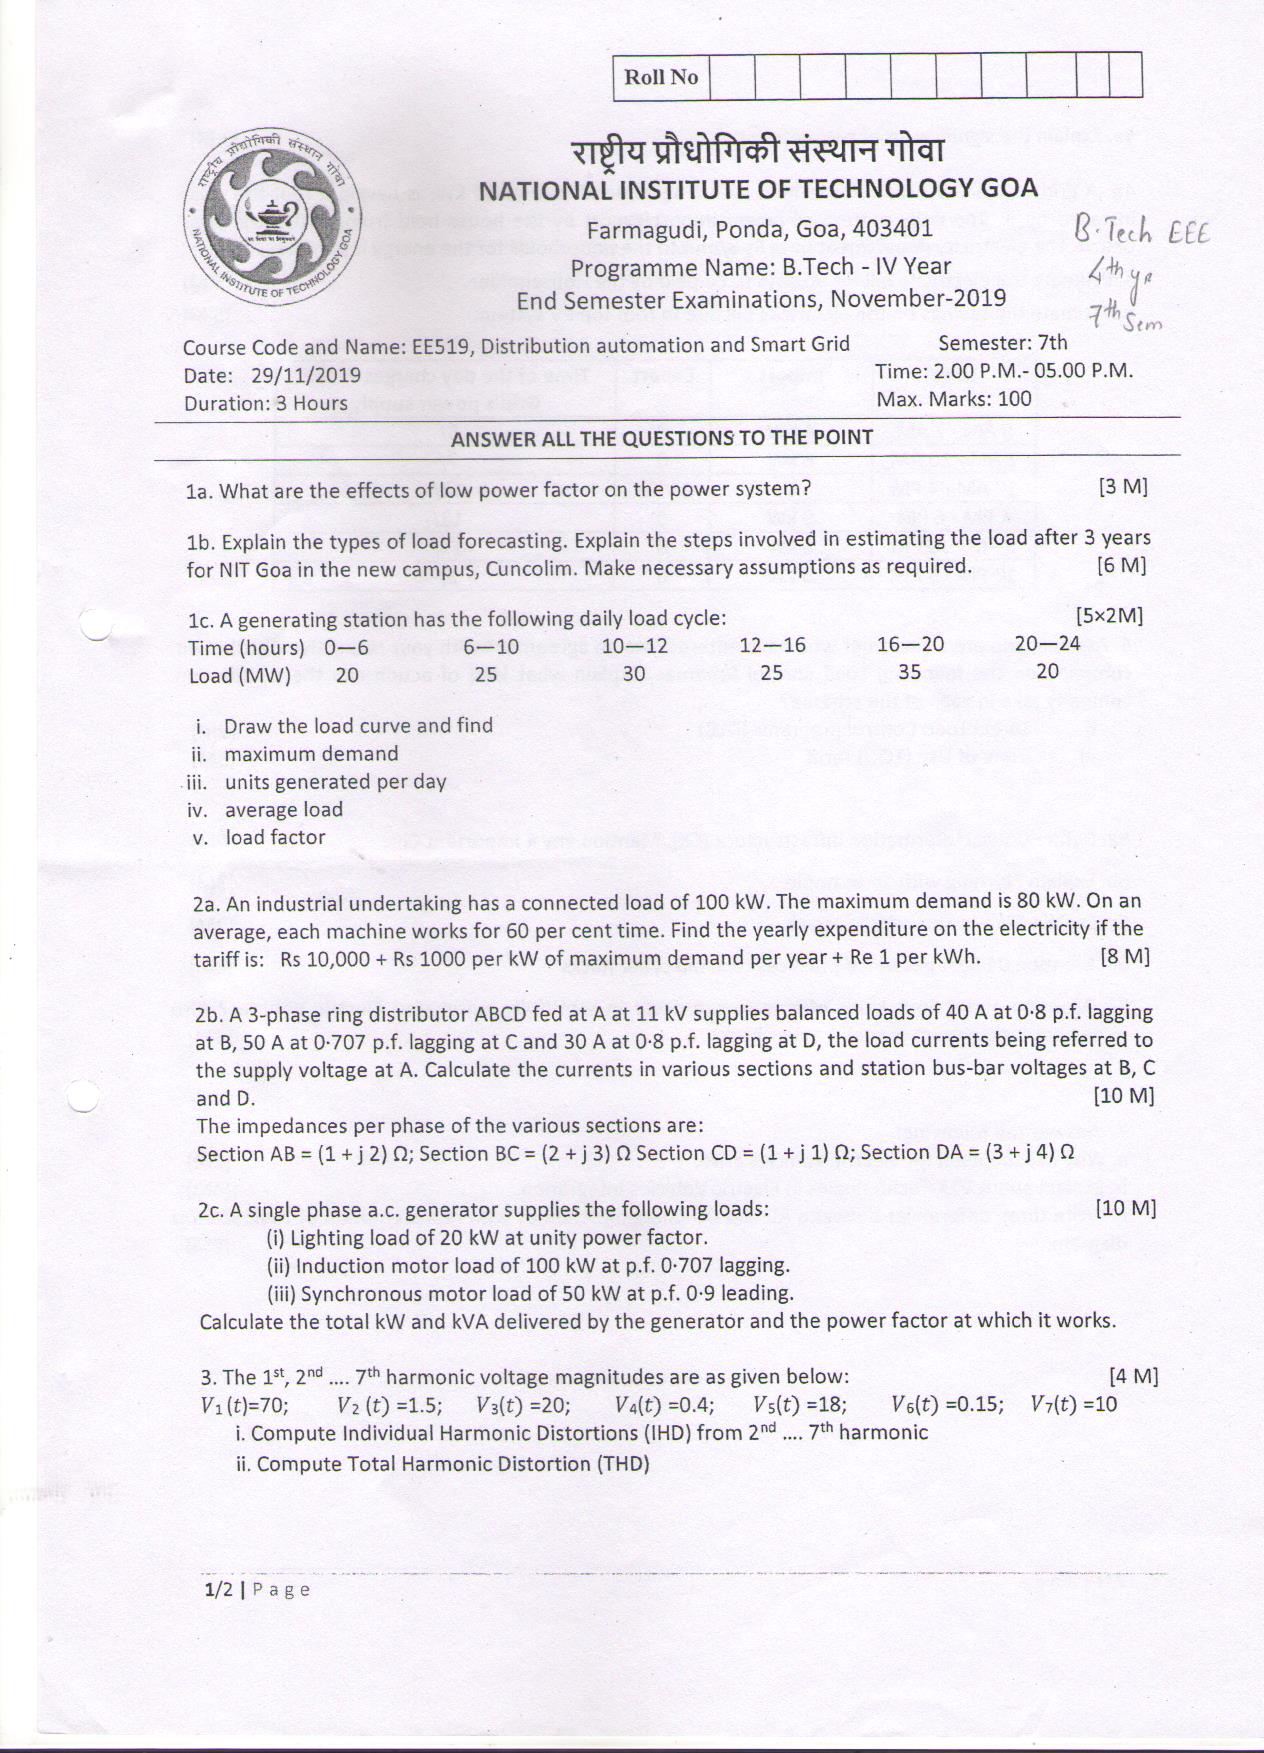 Roll No
राष्ट्रीय प्रौधोगिकी संस्थान गोवा
NATIONAL INSTITUTE OF TECHNOLOGY GOA
Farmagudi, Ponda, Goa, 403401
B.Tech EEE
Programme Name: B.Tech - IV Year
4th yr
End Semester Examinations, November-2019
7th Sem
राष्ट्रीय प्रौद्योगिकी संस्थान गोवा
NATIONAL INSTITUTE OF TECHNOLOGY GOA
Course Code and Name: EE519, Distribution automation and Smart Grid Semester: 7th
Date: 29/11/2019 Time: 2.00 P.M.- 05.00 P.M.
Duration: 3 Hours Max. Marks: 100
ANSWER ALL THE QUESTIONS TO THE POINT
1a. What are the effects of low power factor on the power system? [3 M]
1b. Explain the types of load forecasting. Explain the steps involved in estimating the load after 3 years
for NIT Goa in the new campus, Cuncolim. Make necessary assumptions as required. [6 M]
1c. A generating station has the following daily load cycle: [5×2M]
Time (hours) 0—6 6—10 10—12 12—16 16—20 20—24
Load (MW) 20 25 30 25 35 20
i. Draw the load curve and find
ii. maximum demand
iii. units generated per day
iv. average load
v. load factor
2a. An industrial undertaking has a connected load of 100 kW. The maximum demand is 80 kW. On an
average, each machine works for 60 per cent time. Find the yearly expenditure on the electricity if the
tariff is: Rs 10,000 + Rs 1000 per kW of maximum demand per year + Re 1 per kWh. [8 M]
2b. A 3-phase ring distributor ABCD fed at A at 11 kV supplies balanced loads of 40 A at 0·8 p.f. lagging
at B, 50 A at 0·707 p.f. lagging at C and 30 A at 0·8 p.f. lagging at D, the load currents being referred to
the supply voltage at A. Calculate the currents in various sections and station bus-bar voltages at B, C
and D. [10 M]
The impedances per phase of the various sections are:
Section AB = (1 + j 2) Ω; Section BC = (2 + j 3) Ω Section CD = (1 + j 1) Ω; Section DA = (3 + j 4) Ω
2c. A single phase a.c. generator supplies the following loads: [10 M]
(i) Lighting load of 20 kW at unity power factor.
(ii) Induction motor load of 100 kW at p.f. 0·707 lagging.
(iii) Synchronous motor load of 50 kW at p.f. 0·9 leading.
Calculate the total kW and kVA delivered by the generator and the power factor at which it works.
3. The 1st, 2nd .... 7th harmonic voltage magnitudes are as given below: [4 M]
V1 (t)=70; V2 (t) =1.5; V3(t) =20; V4(t) =0.4; V5(t) =18; V6(t) =0.15; V7(t) =10
i. Compute Individual Harmonic Distortions (IHD) from 2nd .... 7th harmonic
ii. Compute Total Harmonic Distortion (THD)
1/2 | Page